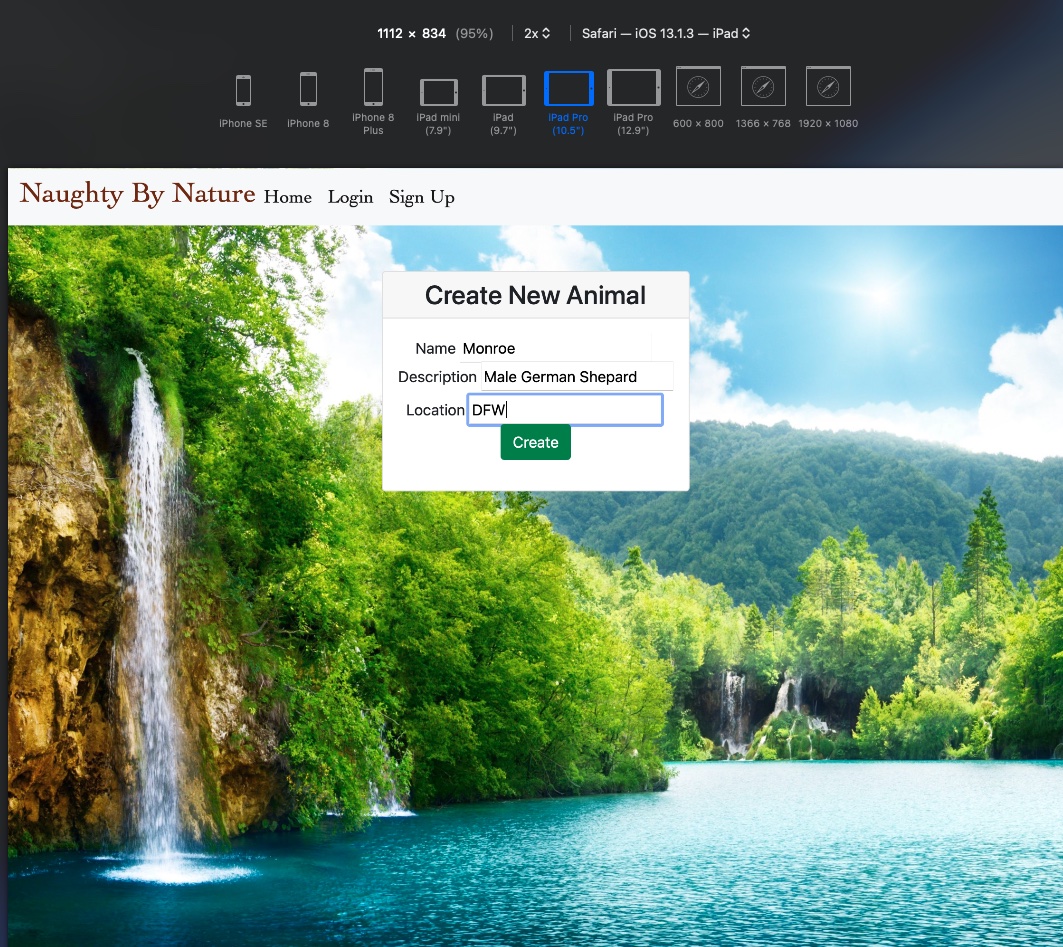 1112 × 834 (95%) 2x Safari — iOS 13.1.3 — iPad
iPhone SE iPhone 8 iPhone 8 Plus iPad mini (7.9") iPad (9.7") iPad Pro (10.5") iPad Pro (12.9") 600 × 800 1366 × 768 1920 × 1080
Naughty By Nature Home Login Sign Up
Create New Animal
Name Monroe
Description Male German Shepard
Location DFW
Create